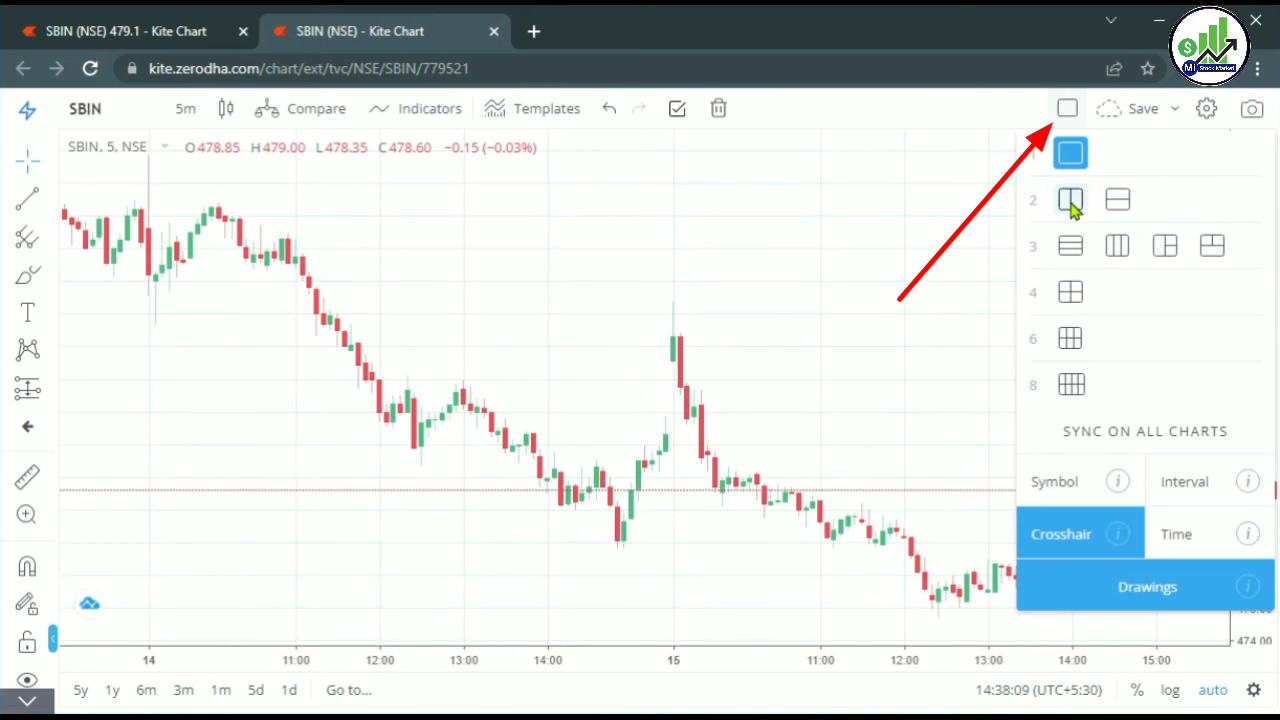 SBIN (NSE) 479.1 - Kite Chart
SBIN (NSE) - Kite Chart
kite.zerodha.com/chart/ext/tvc/NSE/SBIN/779521
$
MI Stock Market
SBIN 5m Compare Indicators Templates Save
SBIN, 5, NSE O478.85 H479.00 L478.35 C478.60 −0.15 (−0.03%)
2
3
4
6
8
SYNC ON ALL CHARTS
Symbol Interval
Crosshair Time
Drawings
474.00
14 11:00 12:00 13:00 14:00 15 11:00 12:00 13:00 14:00 15:00
5y 1y 6m 3m 1m 5d 1d Go to... 14:38:09 (UTC+5:30) % log auto